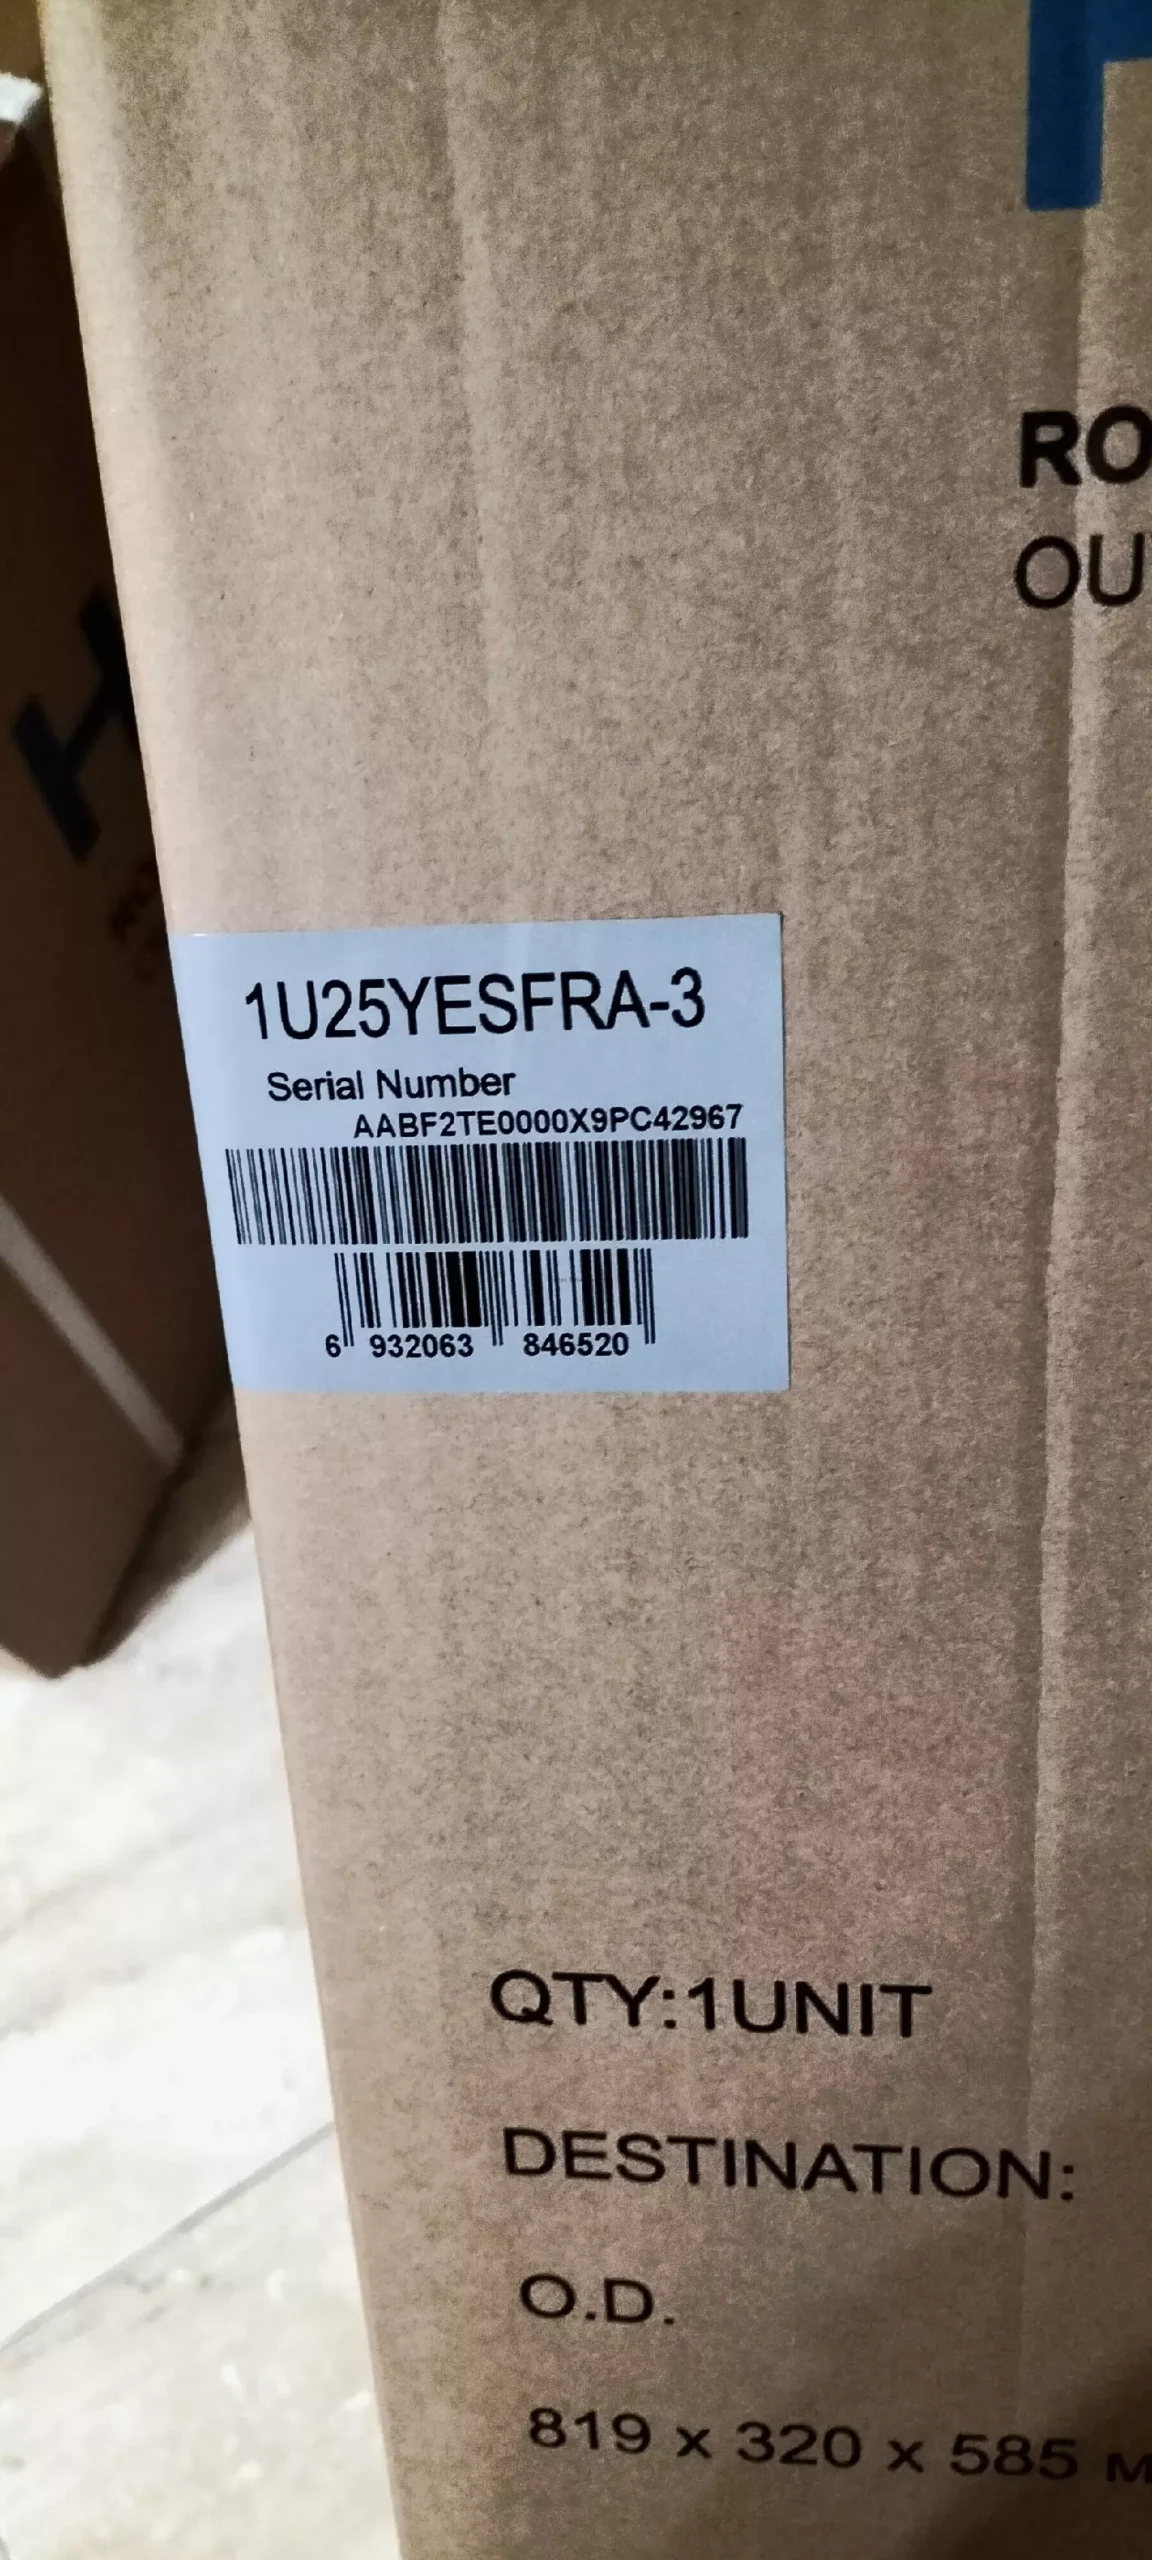 H
RO
OU
H
1U25YESFRA-3
Serial Number
AABF2TE0000X9PC42967
6 932063 846520
QTY:1UNIT
DESTINATION:
O.D.
819 x 320 x 585 M